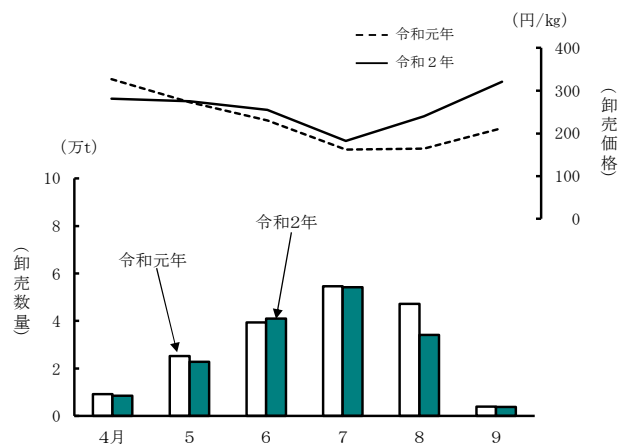 (円/kg)
令和元年
令和２年
400
300
200
100
0
（卸売価格）
(万t)
10
8
6
4
2
0
（卸売数量）
令和元年
令和2年
4月
5
6
7
8
9